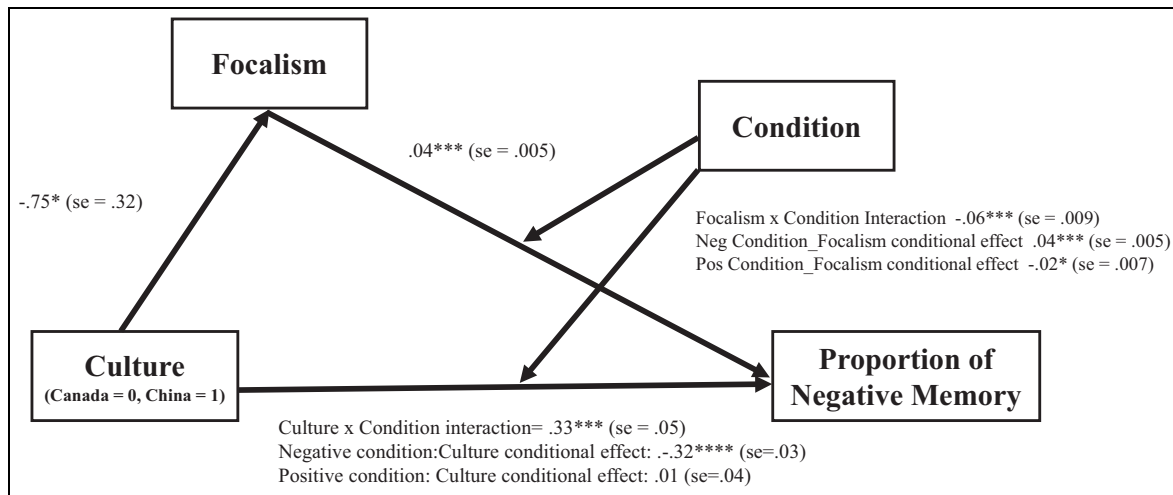 Focalism
Condition
.04*** (se = .005)
-.75* (se = .32)
Focalism x Condition Interaction -.06*** (se = .009)
Neg Condition_Focalism conditional effect .04*** (se = .005)
Pos Condition_Focalism conditional effect -.02* (se = .007)
Culture
(Canada = 0, China = 1)
Proportion of
Negative Memory
Culture x Condition interaction= .33*** (se = .05)
Negative condition:Culture conditional effect: .-.32**** (se=.03)
Positive condition: Culture conditional effect: .01 (se=.04)